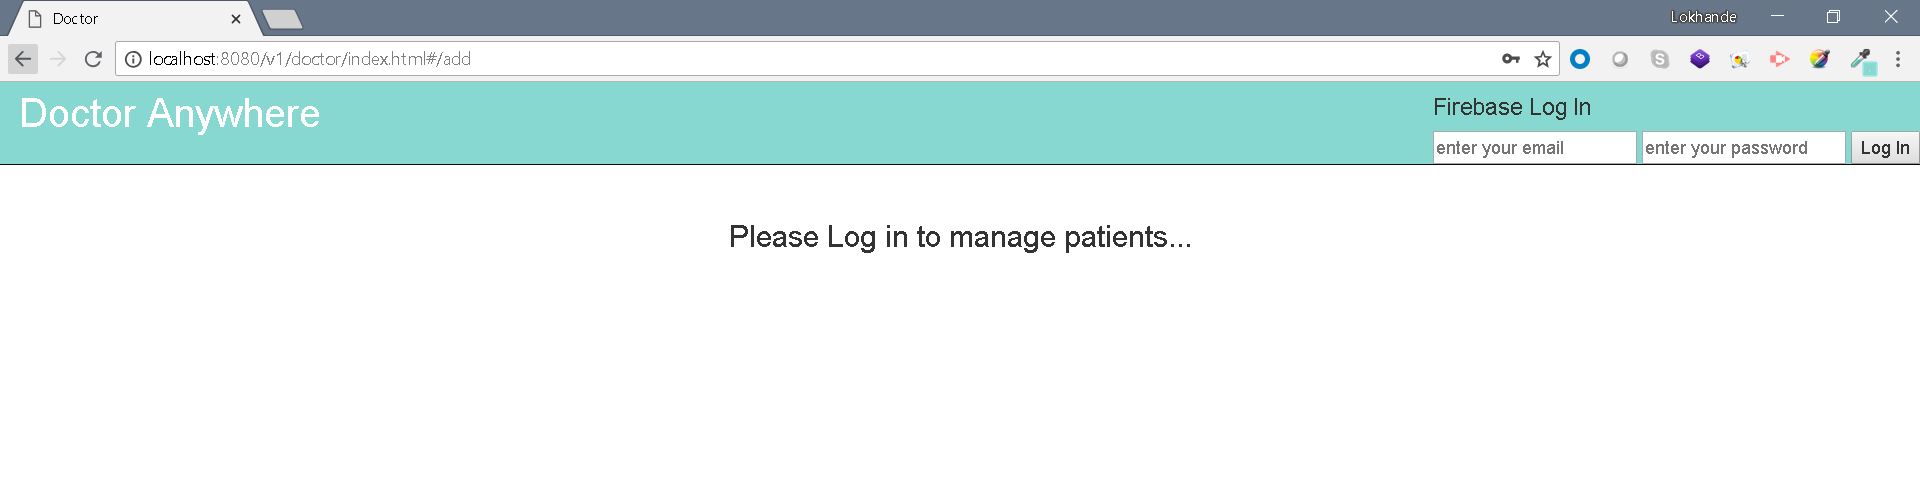 Doctor
Lokhande
localhost:8080/v1/doctor/index.html#/add
Doctor Anywhere
Firebase Log In
enter your email
enter your password
Log In
Please Log in to manage patients...